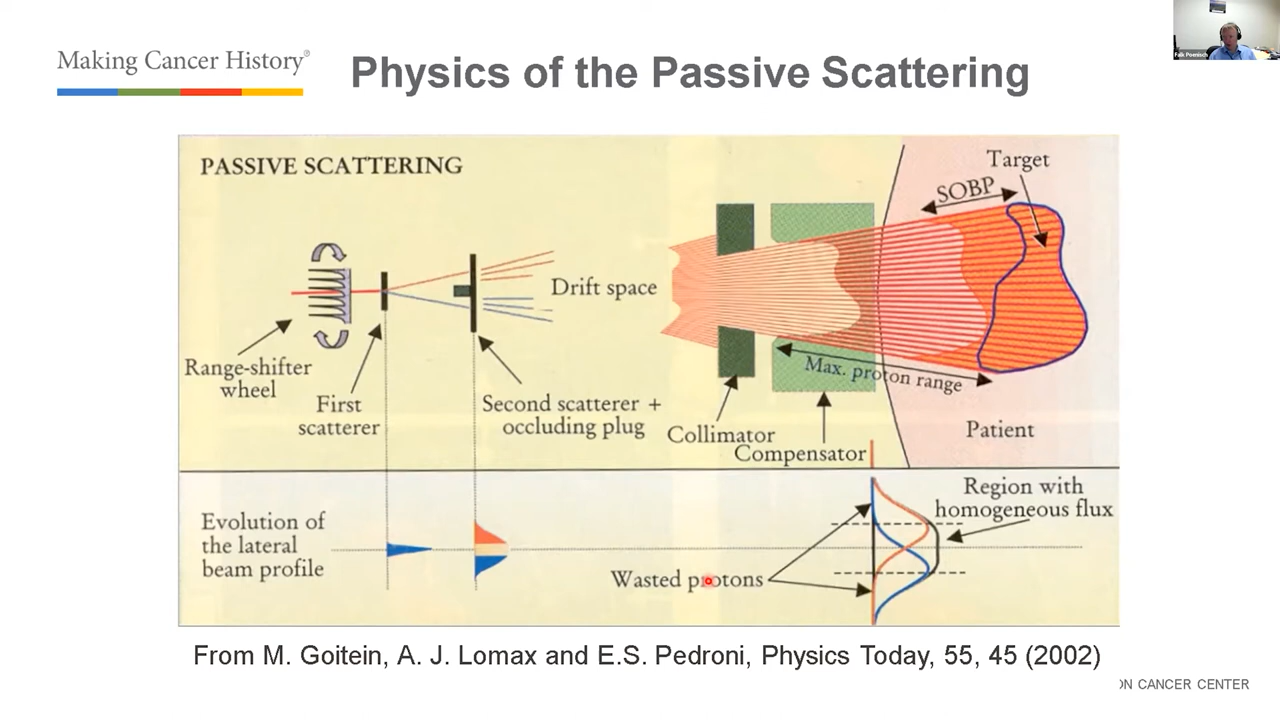 Making Cancer History®
Physics of the Passive Scattering
Falk Poenisch
PASSIVE SCATTERING
Target
SOBP
Drift space
Range-shifter
wheel
First
scatterer
Second scatterer +
occluding plug
Max. proton range
Collimator
Compensator
Patient
Evolution of
the lateral
beam profile
Region with
homogeneous flux
Wasted protons
From M. Goitein, A. J. Lomax and E.S. Pedroni, Physics Today, 55, 45 (2002)
ON CANCER CENTER